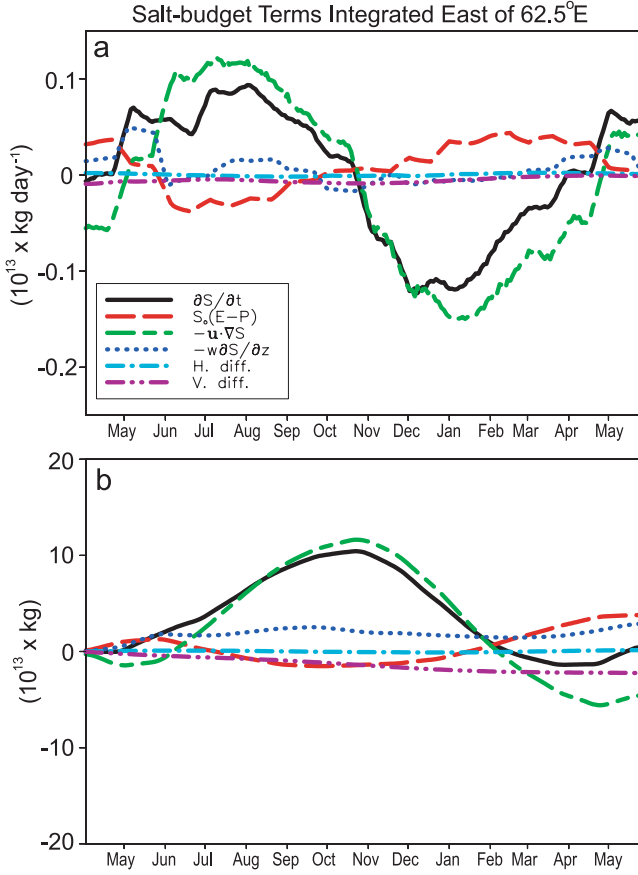 Salt-budget Terms Integrated East of 62.5°E
a
(10¹³ x kg day⁻¹)
0.1
0
-0.1
-0.2
∂S/∂t
Sₒ(E−P)
−u·∇S
−w∂S/∂z
H. diff.
V. diff.
May Jun Jul Aug Sep Oct Nov Dec Jan Feb Mar Apr May
b
(10¹³ x kg)
20
10
0
-10
-20
May Jun Jul Aug Sep Oct Nov Dec Jan Feb Mar Apr May